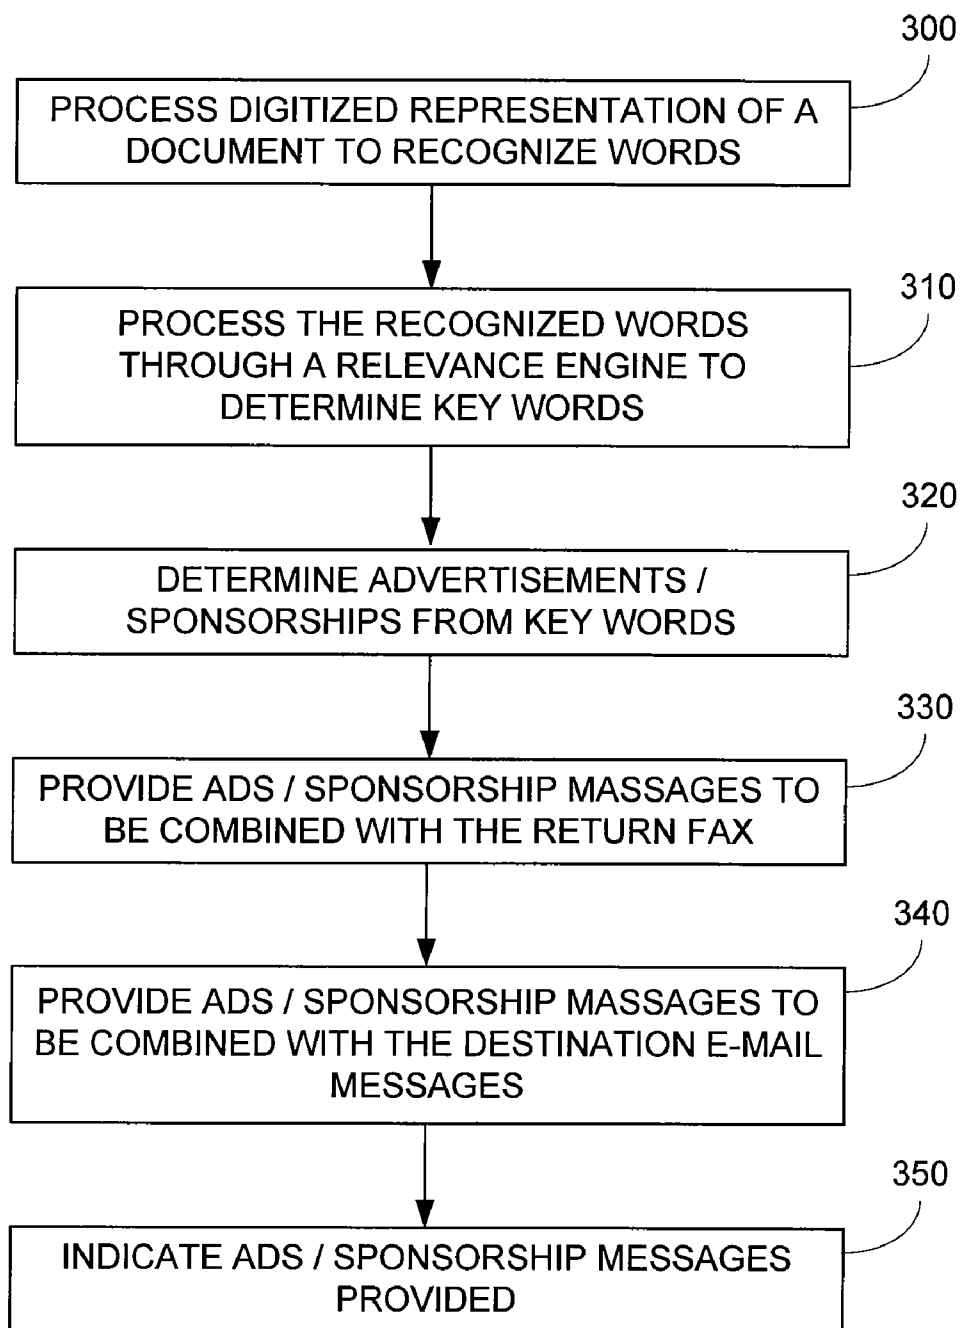 300
PROCESS DIGITIZED REPRESENTATION OF A
DOCUMENT TO RECOGNIZE WORDS
310
PROCESS THE RECOGNIZED WORDS
THROUGH A RELEVANCE ENGINE TO
DETERMINE KEY WORDS
320
DETERMINE ADVERTISEMENTS /
SPONSORSHIPS FROM KEY WORDS
330
PROVIDE ADS / SPONSORSHIP MASSAGES TO
BE COMBINED WITH THE RETURN FAX
340
PROVIDE ADS / SPONSORSHIP MASSAGES TO
BE COMBINED WITH THE DESTINATION E-MAIL
MESSAGES
350
INDICATE ADS / SPONSORSHIP MESSAGES
PROVIDED